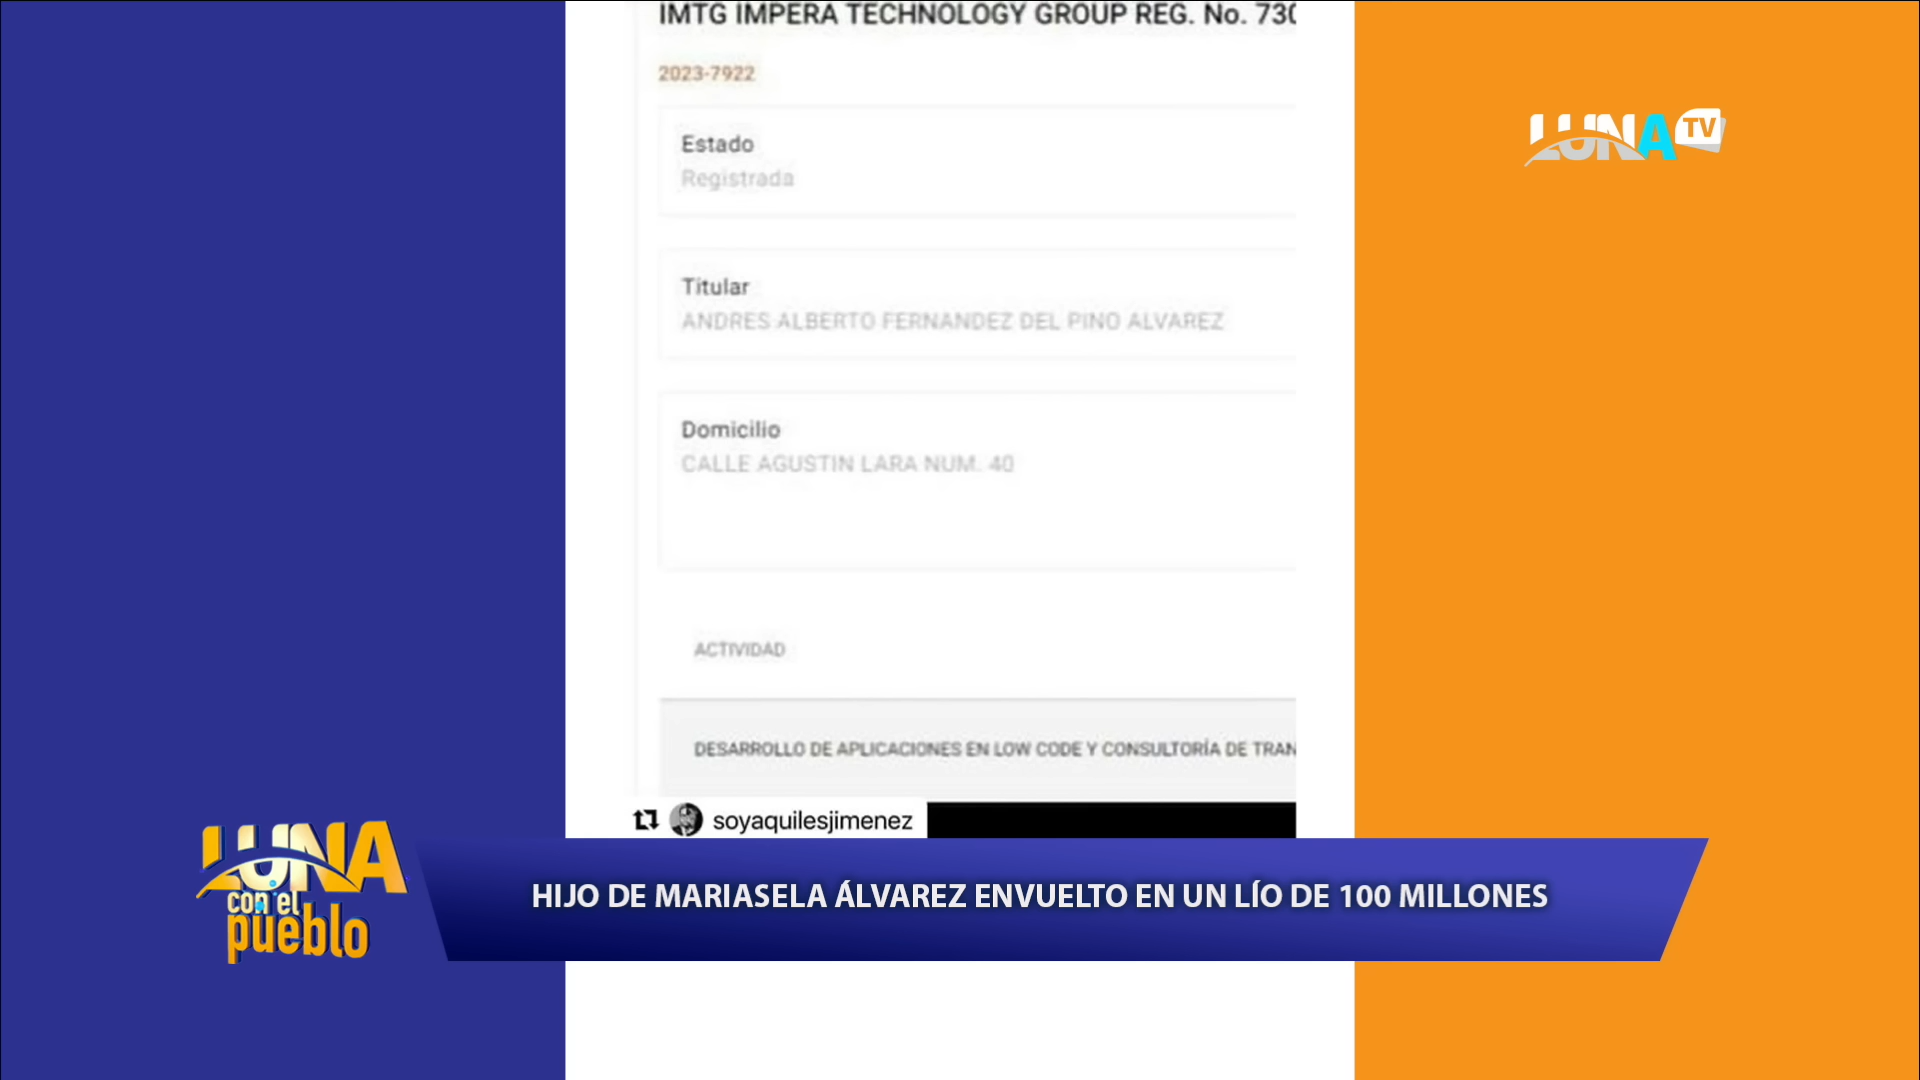 IMTG IMPERA TECHNOLOGY GROUP REG. No. 730
2023-7922
LUNA TV
Estado
Registrada
Titular
ANDRES ALBERTO FERNANDEZ DEL PINO ALVAREZ
Domicilio
CALLE AGUSTIN LARA NUM. 40
ACTIVIDAD
DESARROLLO DE APLICACIONES EN LOW CODE Y CONSULTORÍA DE TRAN
soyaquilesjimenez
LUNA
con el
pueblo
HIJO DE MARIASELA ÁLVAREZ ENVUELTO EN UN LÍO DE 100 MILLONES